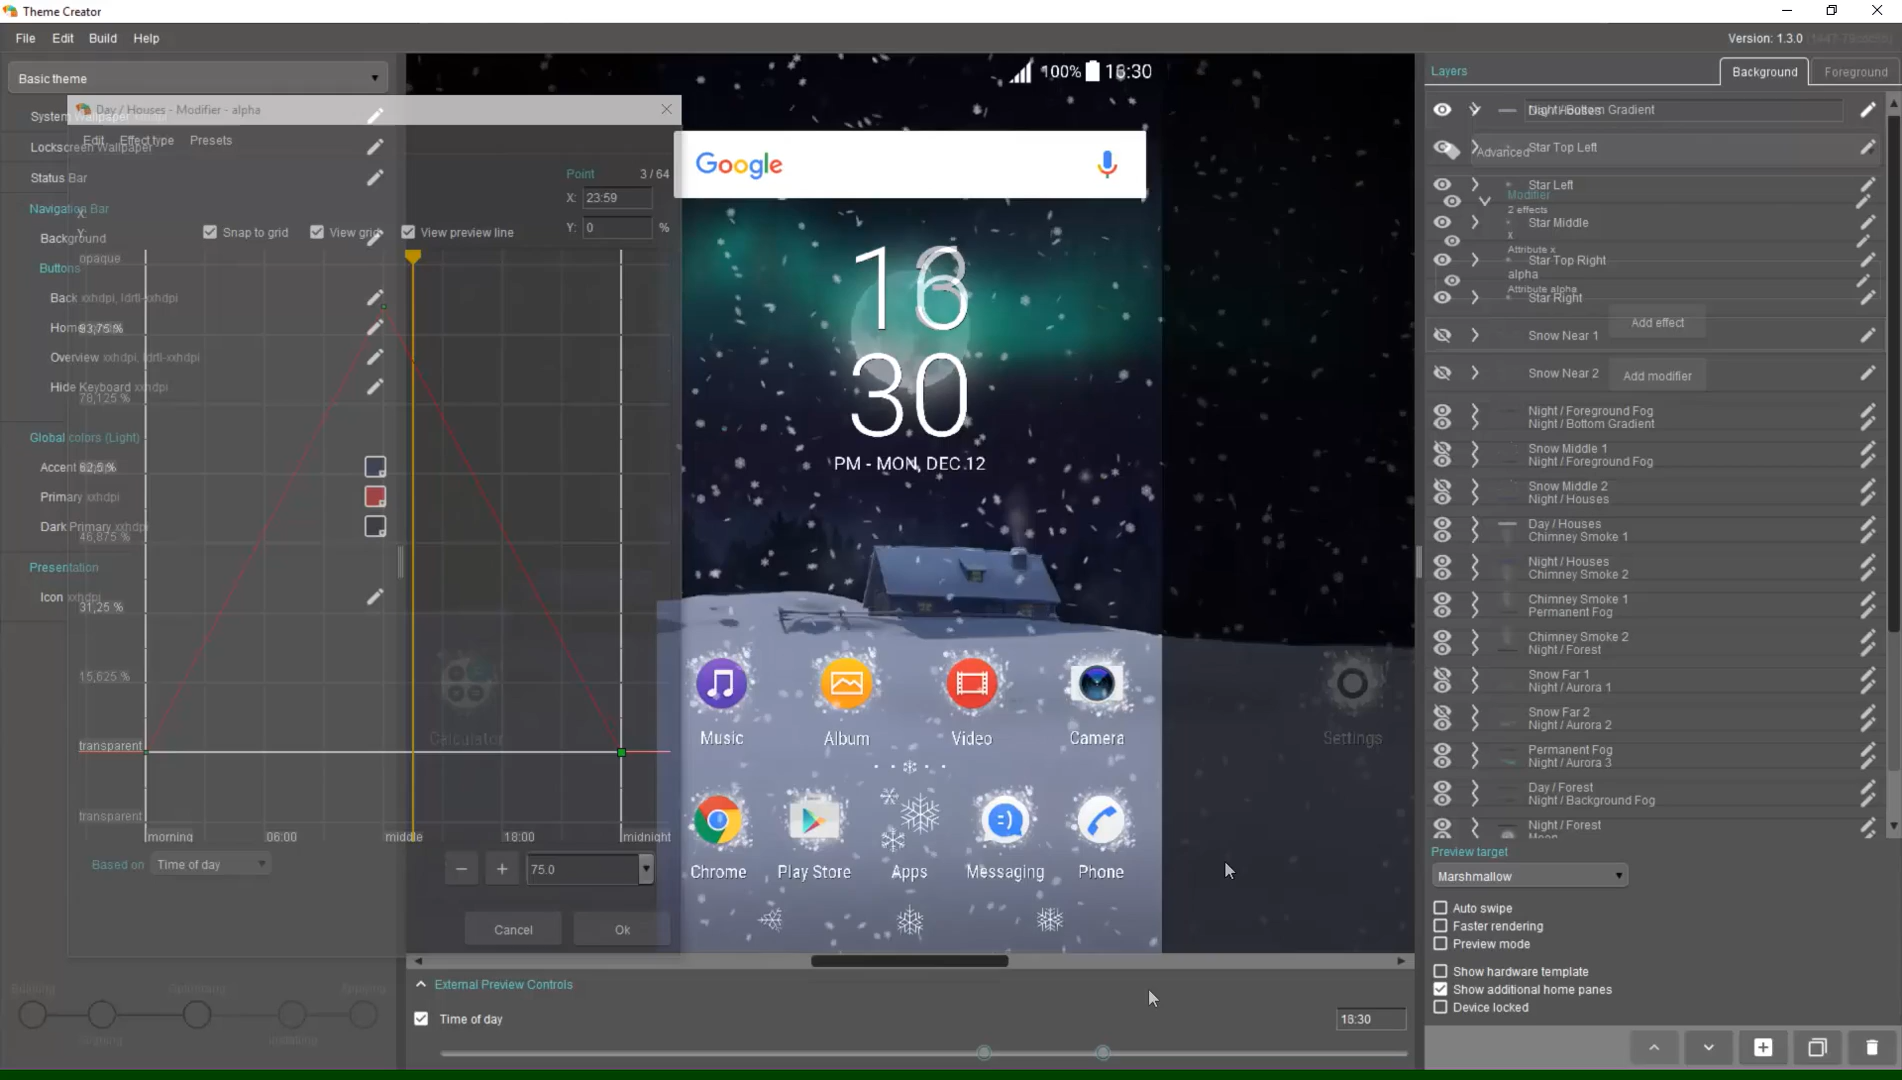 Theme Creator
File Edit Build Help
Version: 1.3.0
Basic theme
System Wallpaper
Lockscreen Wallpaper
Status Bar
Navigation Bar
Background
Buttons
Back xxhdpi, ldrtl-xxhdpi
Home
Overview xxhdpi, ldrtl-xxhdpi
Hide Keyboard xxhdpi
Global colors (Light)
Accent
Primary xxhdpi
Dark Primary xxhdpi
Presentation
Icon xxhdpi
Day / Houses - Modifier - alpha
Edit Effect type Presets
Point 3 / 64
X: 23:59
Y: 0 %
X:
Y:
Snap to grid View grid View preview line
opaque
93,75 %
78,125 %
62,5 %
46,875 %
31,25 %
15,625 %
transparent
transparent
morning 06:00 middle 18:00 midnight
Based on Time of day
75.0
Cancel Ok
100%
Google
30
PM - MON, DEC 12
Calculator
Settings
Music Album Video Camera
Chrome Play Store Apps Messaging Phone
External Preview Controls
Time of day
Layers Background Foreground
Night / Bottom Gradient
Star Top Left
Advanced
Star Left
Modifier
2 effects
Star Middle
x
Attribute x
Star Top Right
alpha
Attribute alpha
Star Right
Add effect
Snow Near 1
Snow Near 2
Add modifier
Night / Foreground Fog
Night / Bottom Gradient
Snow Middle 1
Night / Foreground Fog
Snow Middle 2
Night / Houses
Day / Houses
Chimney Smoke 1
Night / Houses
Chimney Smoke 2
Chimney Smoke 1
Permanent Fog
Chimney Smoke 2
Night / Forest
Snow Far 1
Night / Aurora 1
Snow Far 2
Night / Aurora 2
Permanent Fog
Night / Aurora 3
Day / Forest
Night / Background Fog
Night / Forest
Moon
Preview target
Marshmallow
Auto swipe
Faster rendering
Preview mode
Show hardware template
Show additional home panes
Device locked